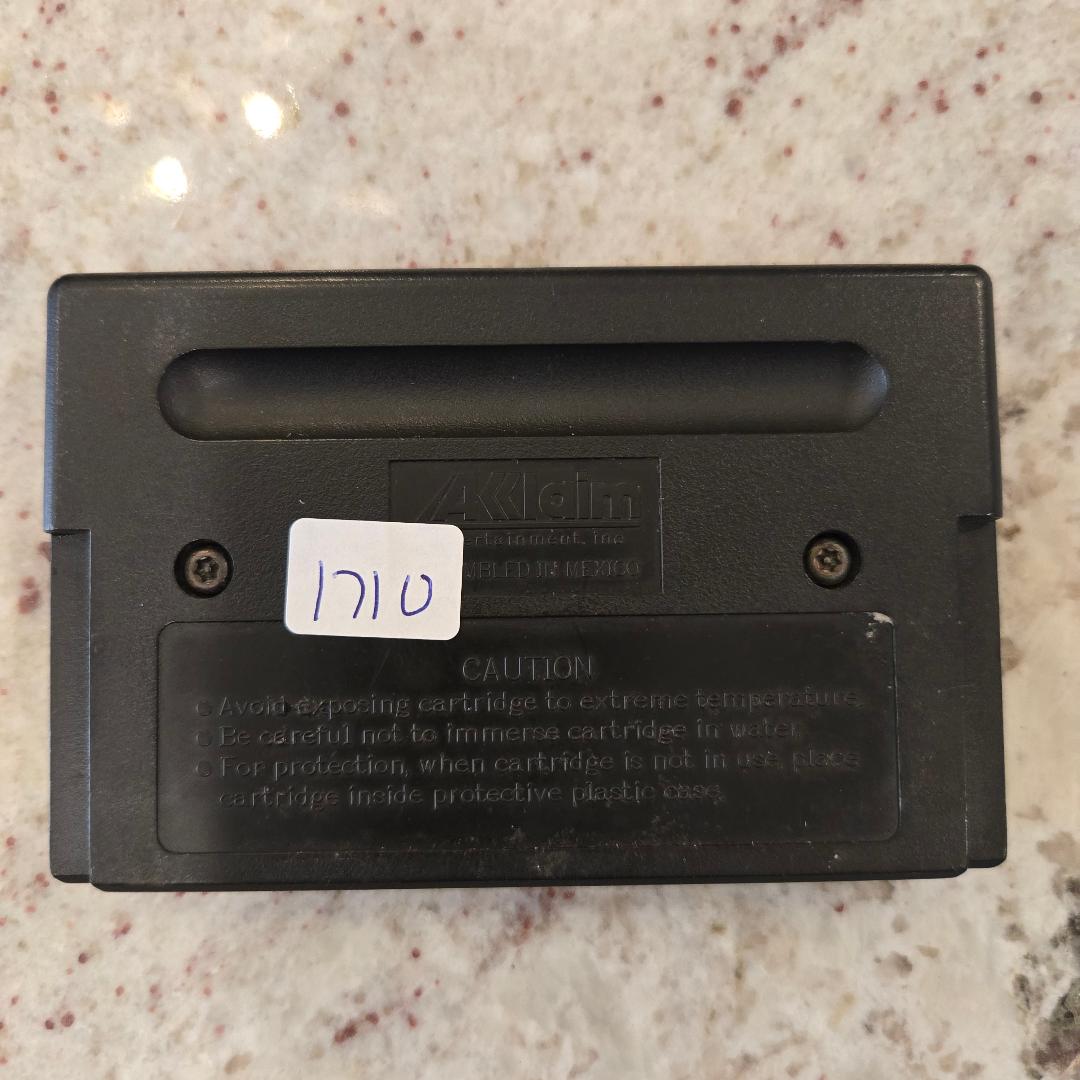 AKKlaim
ertainment, inc
MBLED IN MEXICO
1710
CAUTION
○ Avoid exposing cartridge to extreme temperature.
○ Be careful not to immerse cartridge in water.
○ For protection, when cartridge is not in use, place
cartridge inside protective plastic case.